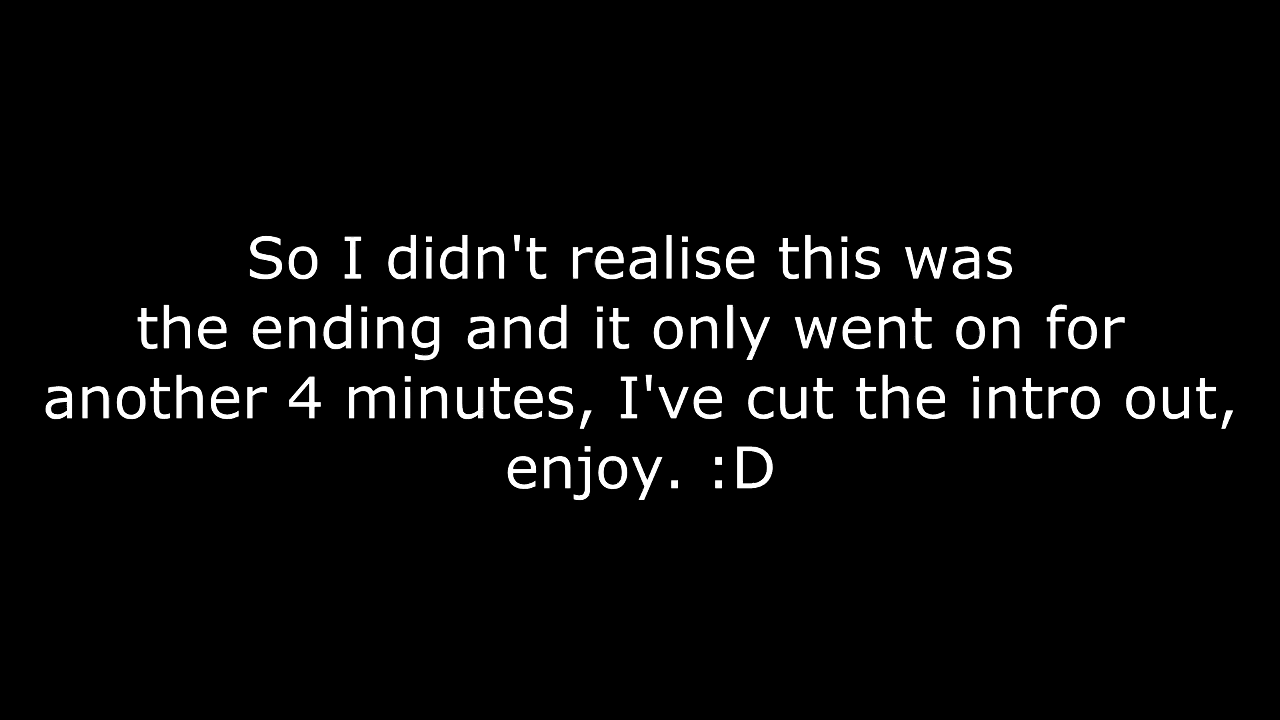 So I didn't realise this was
the ending and it only went on for
another 4 minutes, I've cut the intro out,
enjoy. :D